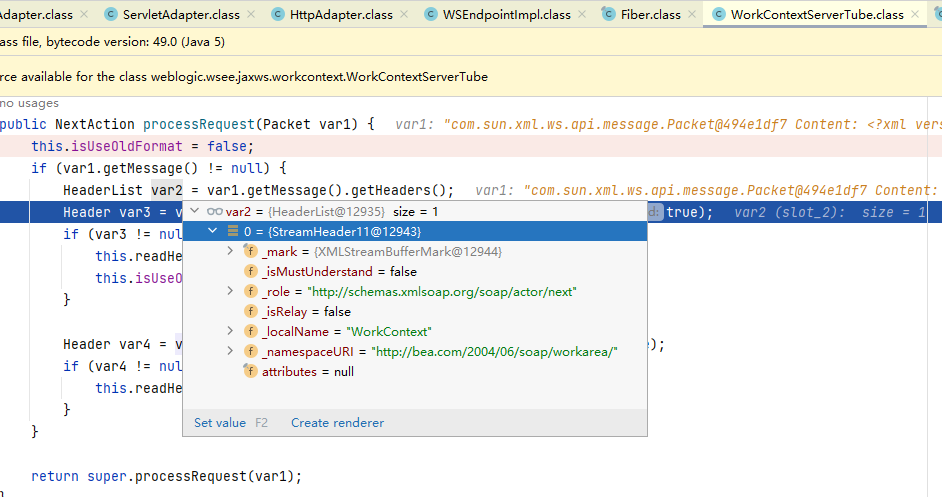 Adapter.class ServletAdapter.class HttpAdapter.class WSEndpointImpl.class Fiber.class WorkContextServerTube.class
ass file, bytecode version: 49.0 (Java 5)
rce available for the class weblogic.wsee.jaxws.workcontext.WorkContextServerTube
no usages
public NextAction processRequest(Packet var1) { var1: "com.sun.xml.ws.api.message.Packet@494e1df7 Content: <?xml vers
this.isUseOldFormat = false;
if (var1.getMessage() != null) {
HeaderList var2 = var1.getMessage().getHeaders(); var1: "com.sun.xml.ws.api.message.Packet@494e1df7 Content:
Header var3 = v d: true); var2 (slot_2): size = 1
var2 = {HeaderList@12935} size = 1
0 = {StreamHeader11@12943}
if (var3 != nul
_mark = {XMLStreamBufferMark@12944}
this.readHe
_isMustUnderstand = false
this.isUseO
_role = "http://schemas.xmlsoap.org/soap/actor/next"
}
_isRelay = false
_localName = "WorkContext"
Header var4 = v e);
_namespaceURI = "http://bea.com/2004/06/soap/workarea/"
if (var4 != nul
attributes = null
this.readHe
}
Set value F2 Create renderer
}
return super.processRequest(var1);